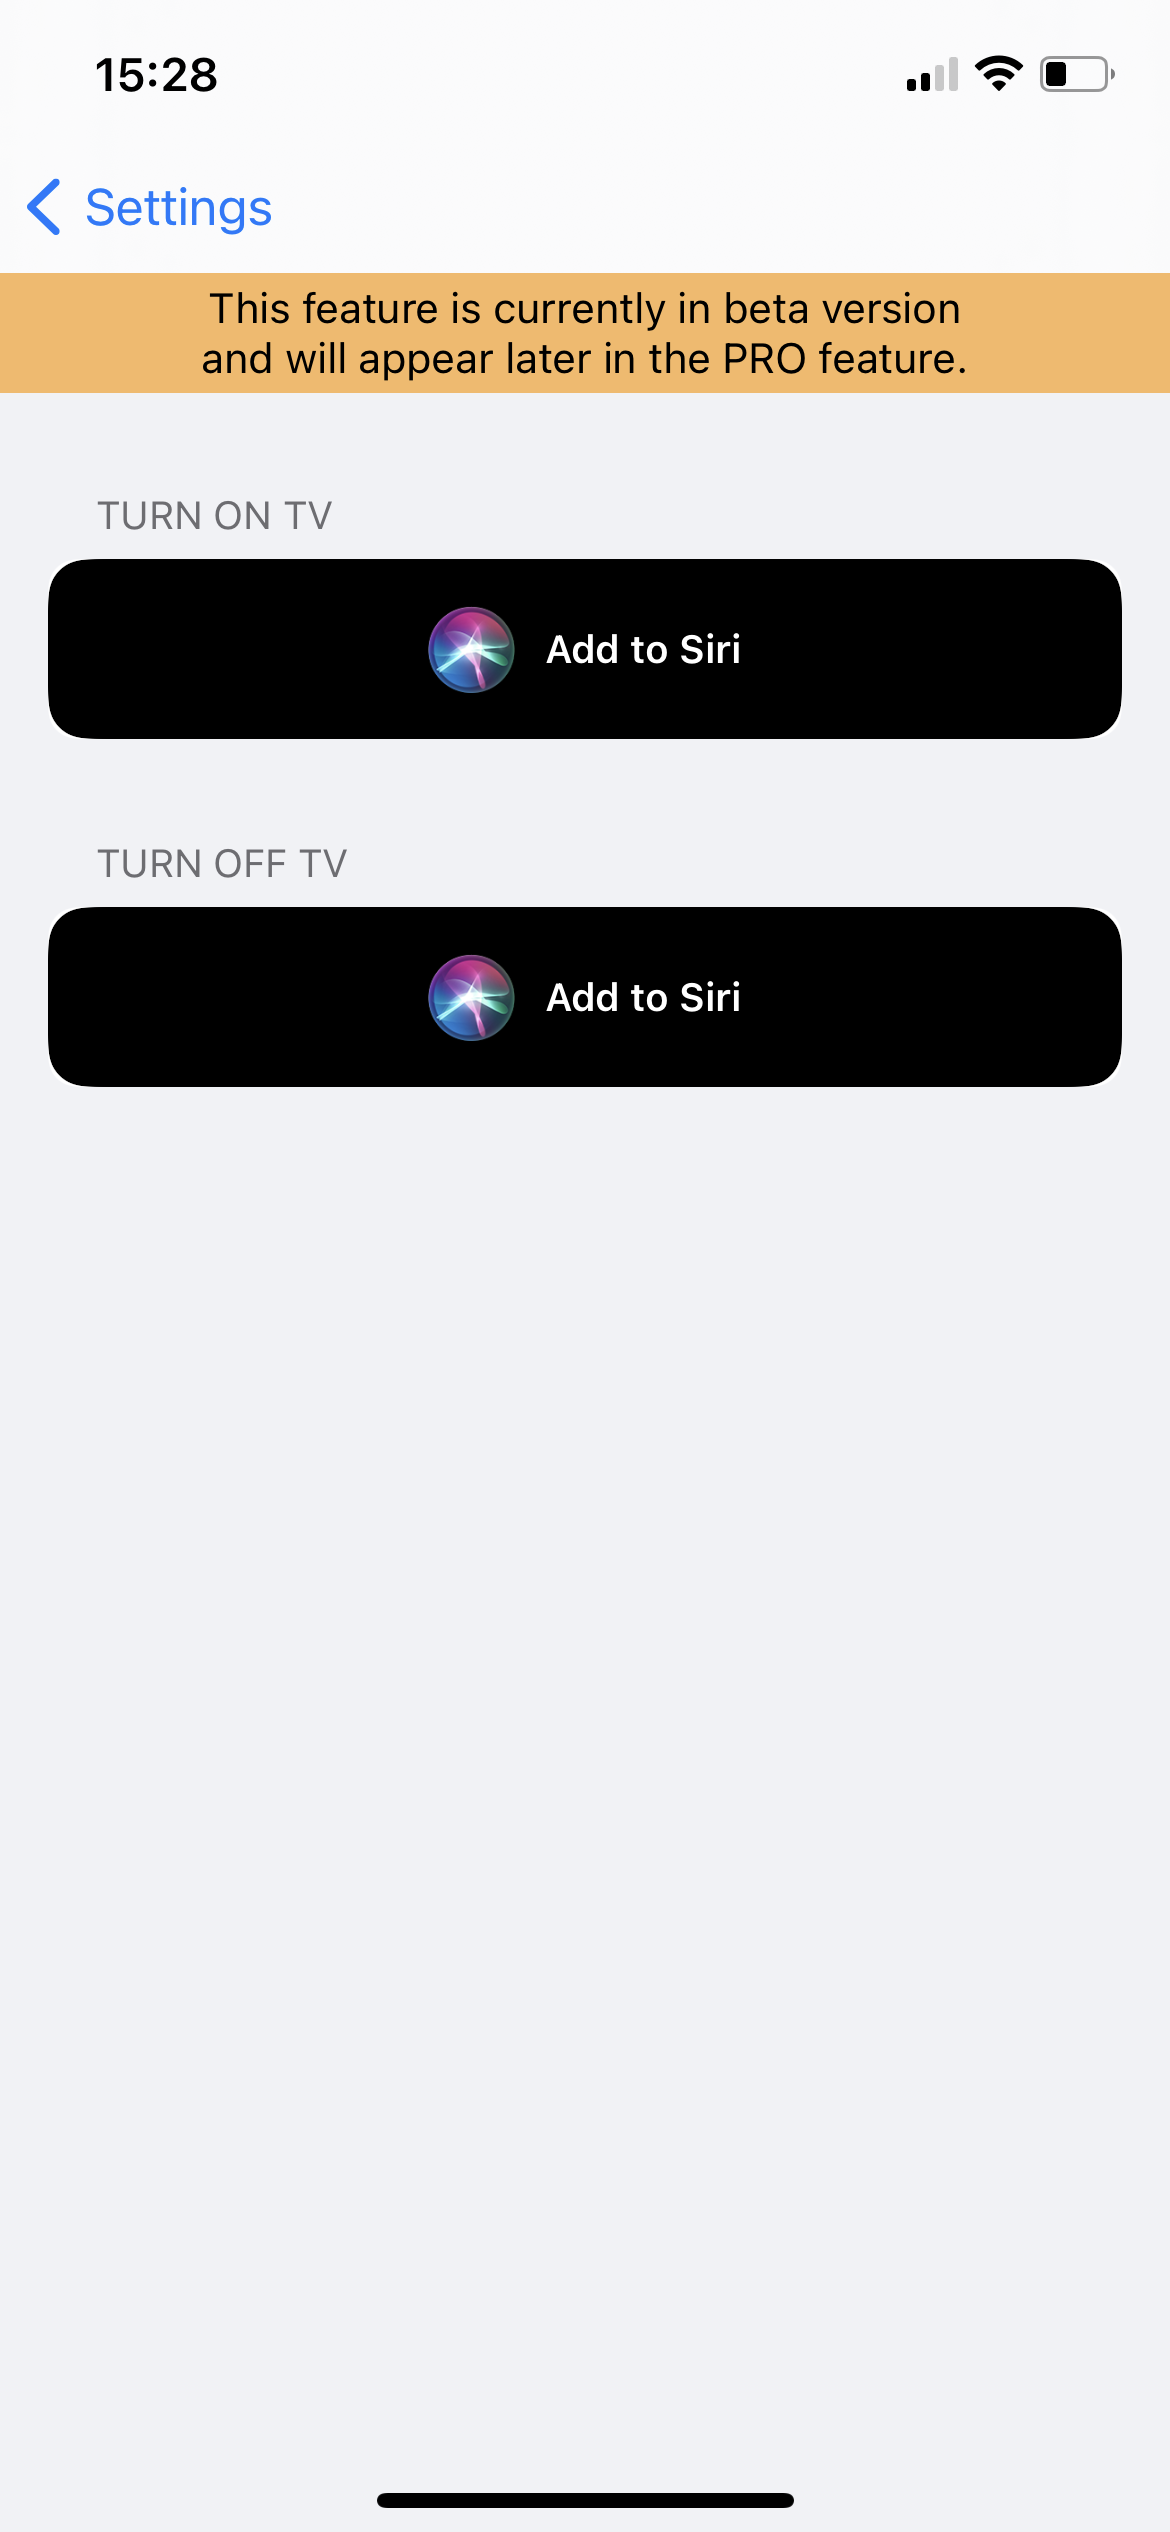 15:28
Settings
This feature is currently in beta version
and will appear later in the PRO feature.
TURN ON TV
Add to Siri
TURN OFF TV
Add to Siri